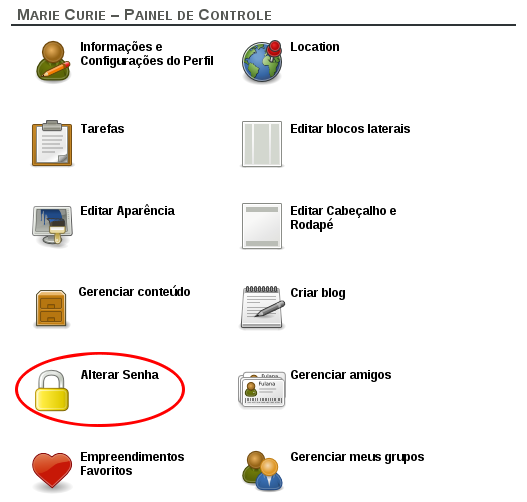 MARIE CURIE – PAINEL DE CONTROLE
Informações e
Configurações do Perfil
Location
Tarefas
Editar blocos laterais
Editar Aparência
Editar Cabeçalho e
Rodapé
Gerenciar conteúdo
Criar blog
Alterar Senha
Fulana
Fulana
Gerenciar amigos
Empreendimentos
Favoritos
Gerenciar meus grupos